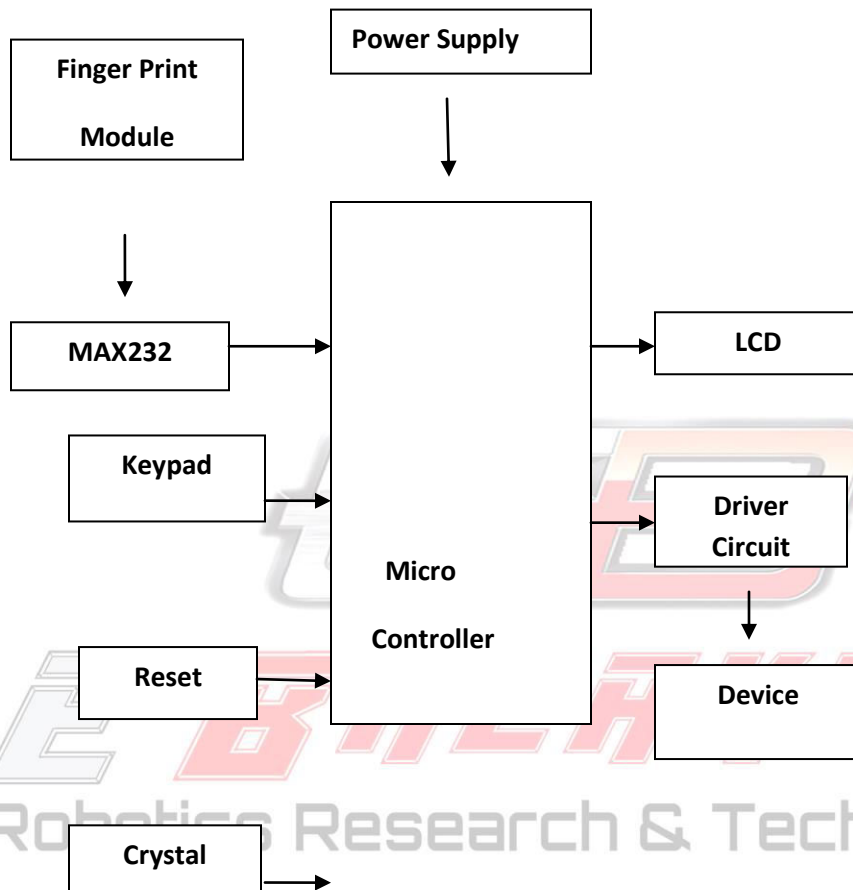 Power Supply
Finger Print
Module
MAX232
LCD
Keypad
Driver
Circuit
Micro
Controller
Reset
Device
Robotics Research & Tech
Crystal